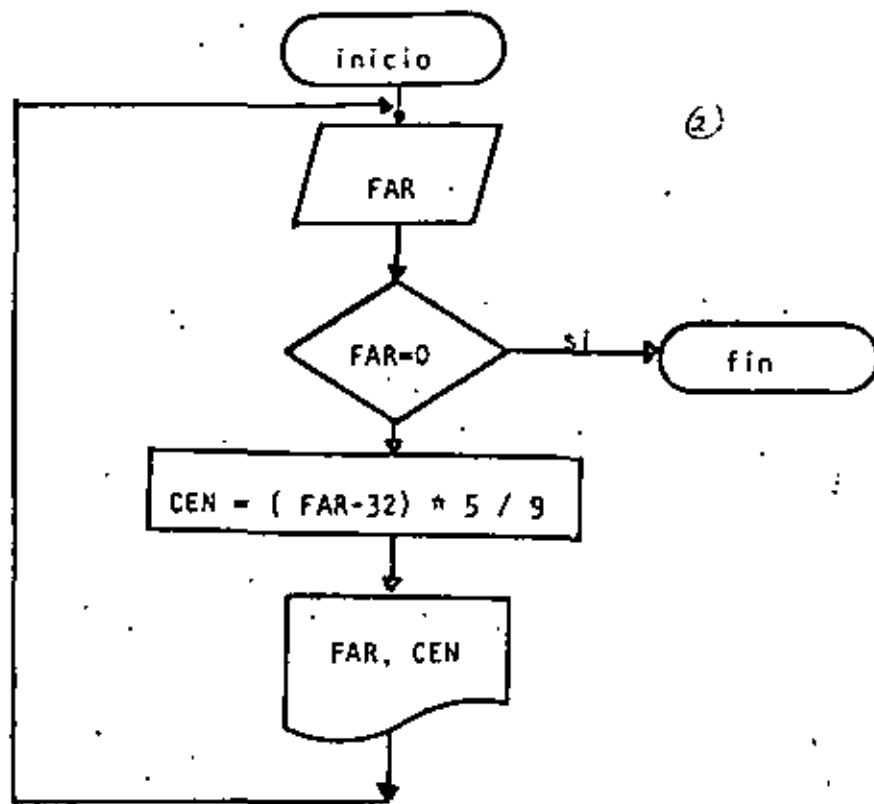 inicio
(2)
FAR
FAR=0
si
fin
CEN = ( FAR-32) * 5 / 9
FAR, CEN